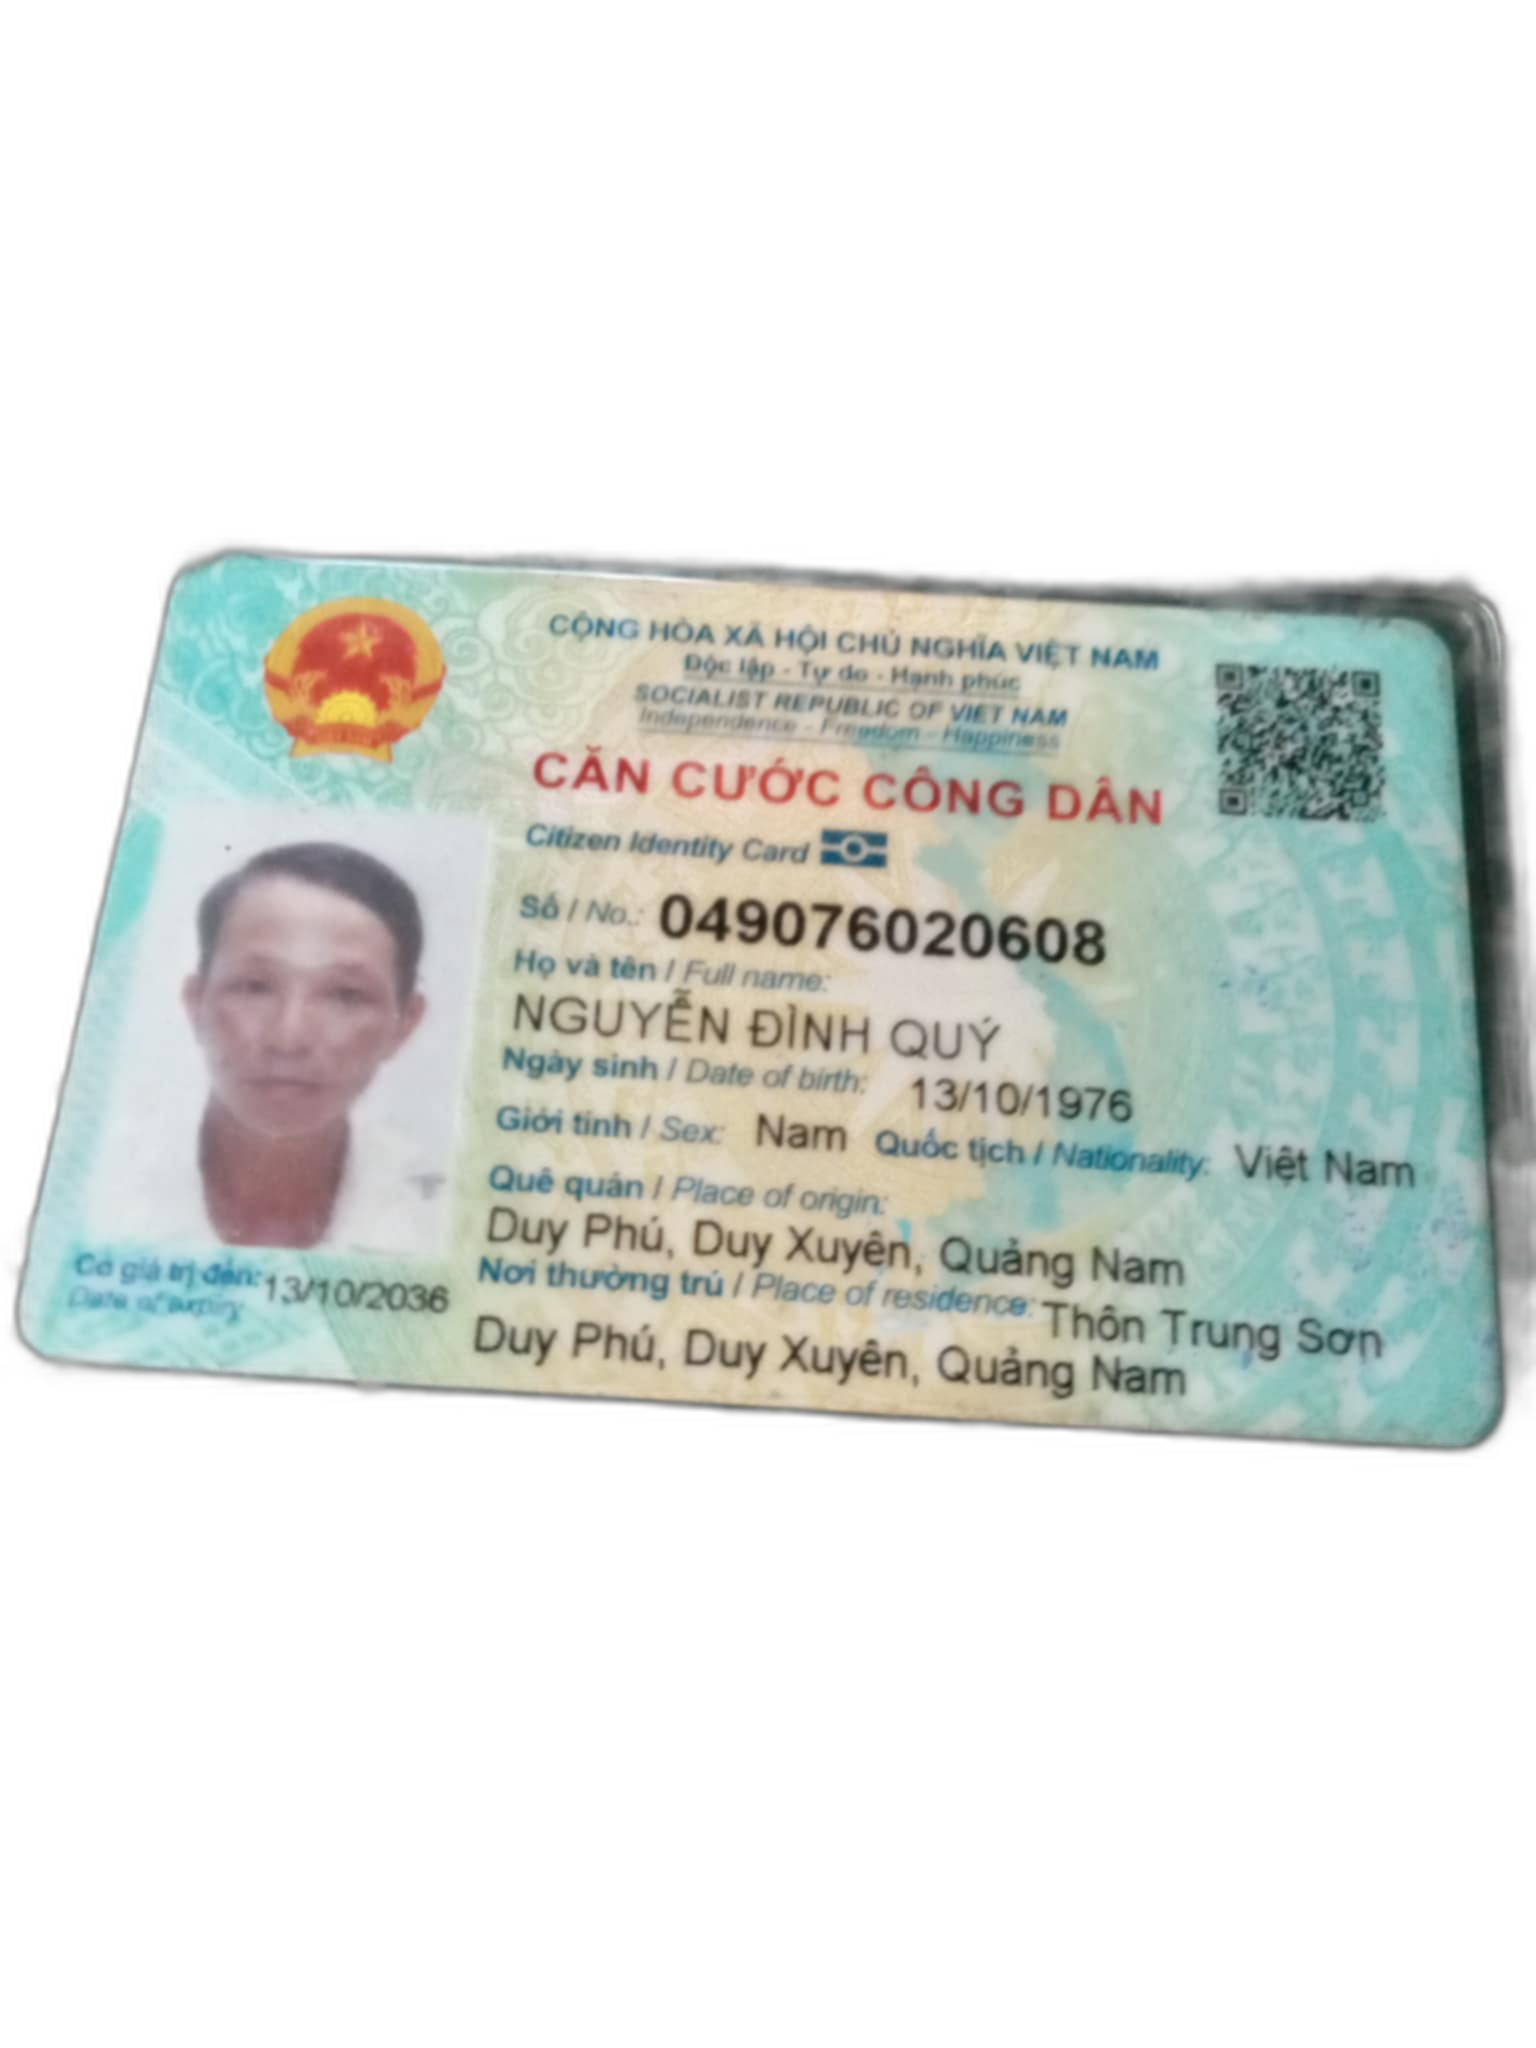 CỘNG HÒA XÃ HỘI CHỦ NGHĨA VIỆT NAM
Độc lập - Tự do - Hạnh phúc
SOCIALIST REPUBLIC OF VIET NAM
Independence - Freedom - Happiness
CĂN CƯỚC CÔNG DÂN
Citizen Identity Card
Số / No.: 049076020608
Họ và tên / Full name:
NGUYỄN ĐÌNH QUÝ
Ngày sinh / Date of birth: 13/10/1976
Giới tính / Sex: Nam Quốc tịch / Nationality: Việt Nam
Quê quán / Place of origin:
Duy Phú, Duy Xuyên, Quảng Nam
Nơi thường trú / Place of residence: Thôn Trung Sơn
Duy Phú, Duy Xuyên, Quảng Nam
Có giá trị đến: 13/10/2036
Date of expiry